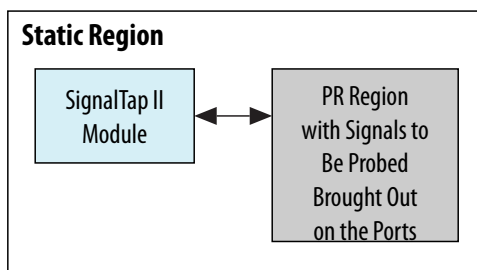 Static Region
SignalTap II
Module
PR Region
with Signals to
Be Probed
Brought Out
on the Ports